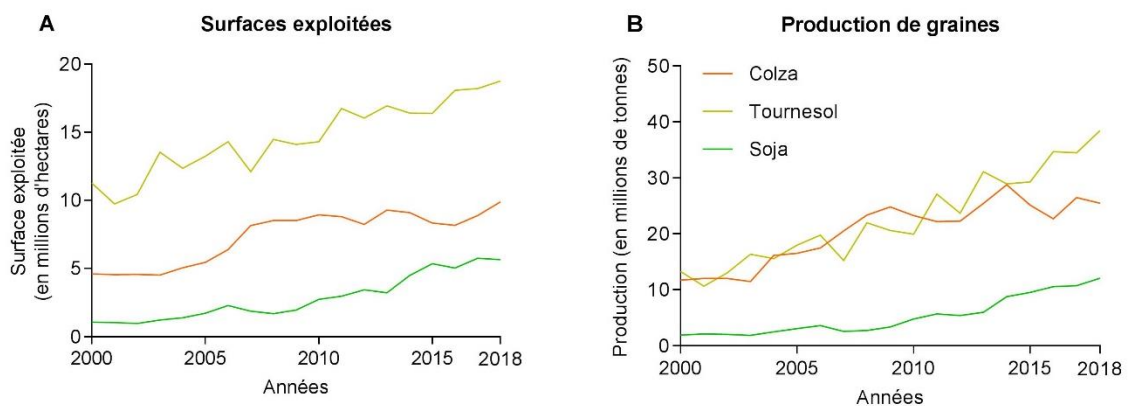 A
Surfaces exploitées
Surface exploitée
(en millions d'hectares)
20
15
10
5
0
2000
2005
2010
2015
2018
Années
B
Production de graines
Production (en millions de tonnes)
50
40
30
20
10
0
Colza
Tournesol
Soja
2000
2005
2010
2015
2018
Années